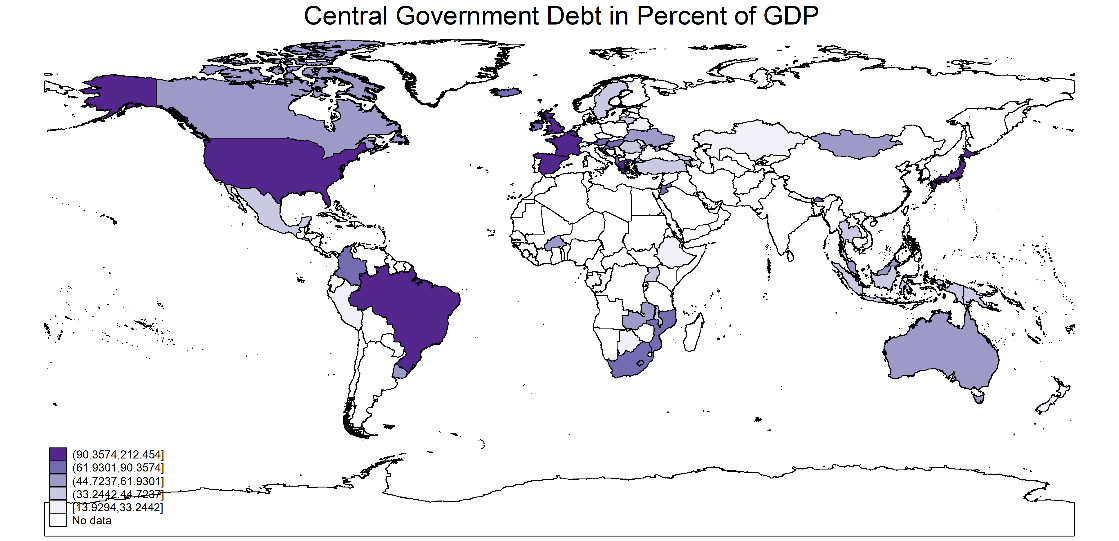 Central Government Debt in Percent of GDP
(90.3574,212.454]
(61.9301,90.3574]
(44.7237,61.9301]
(33.2442,44.7237]
[13.9294,33.2442]
No data